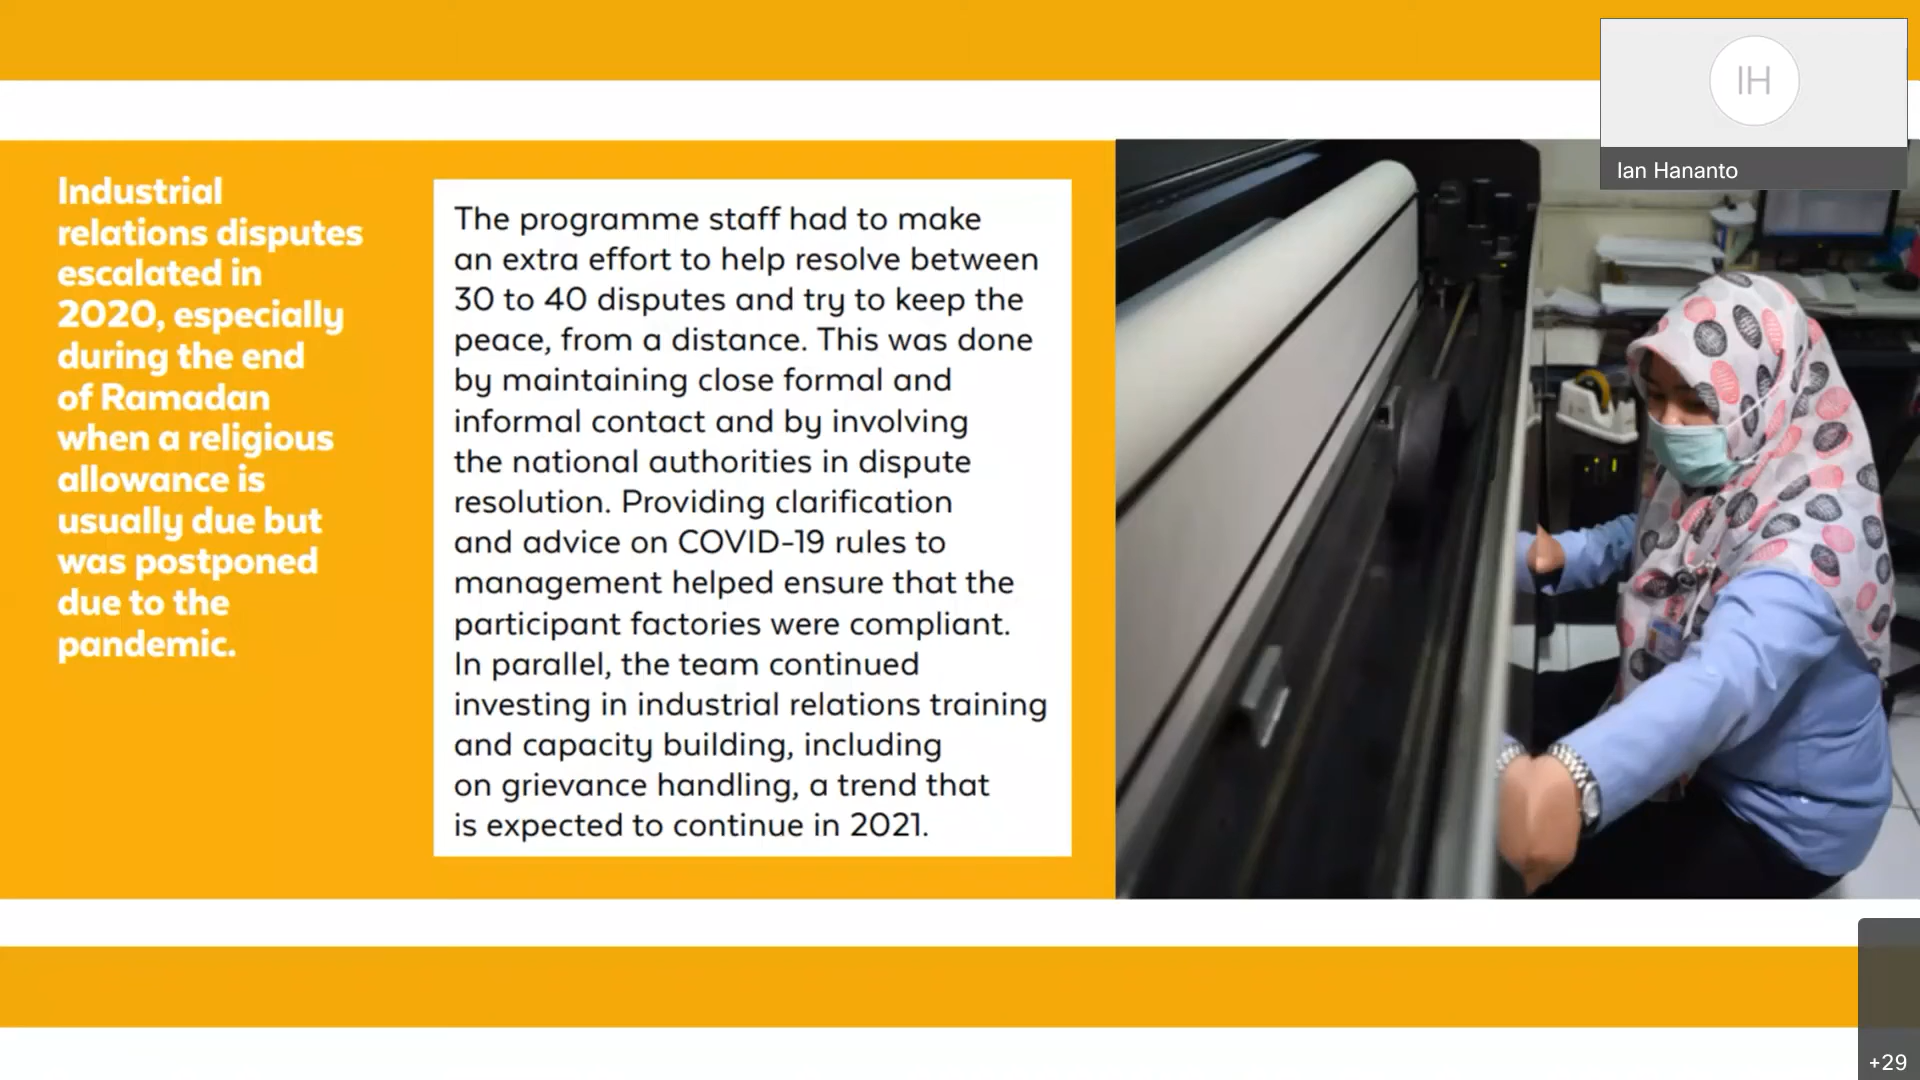 IH
Ian Hananto
Industrial
relations disputes
escalated in
2020, especially
during the end
of Ramadan
when a religious
allowance is
usually due but
was postponed
due to the
pandemic.
The programme staff had to make
an extra effort to help resolve between
30 to 40 disputes and try to keep the
peace, from a distance. This was done
by maintaining close formal and
informal contact and by involving
the national authorities in dispute
resolution. Providing clarification
and advice on COVID-19 rules to
management helped ensure that the
participant factories were compliant.
In parallel, the team continued
investing in industrial relations training
and capacity building, including
on grievance handling, a trend that
is expected to continue in 2021.
+29